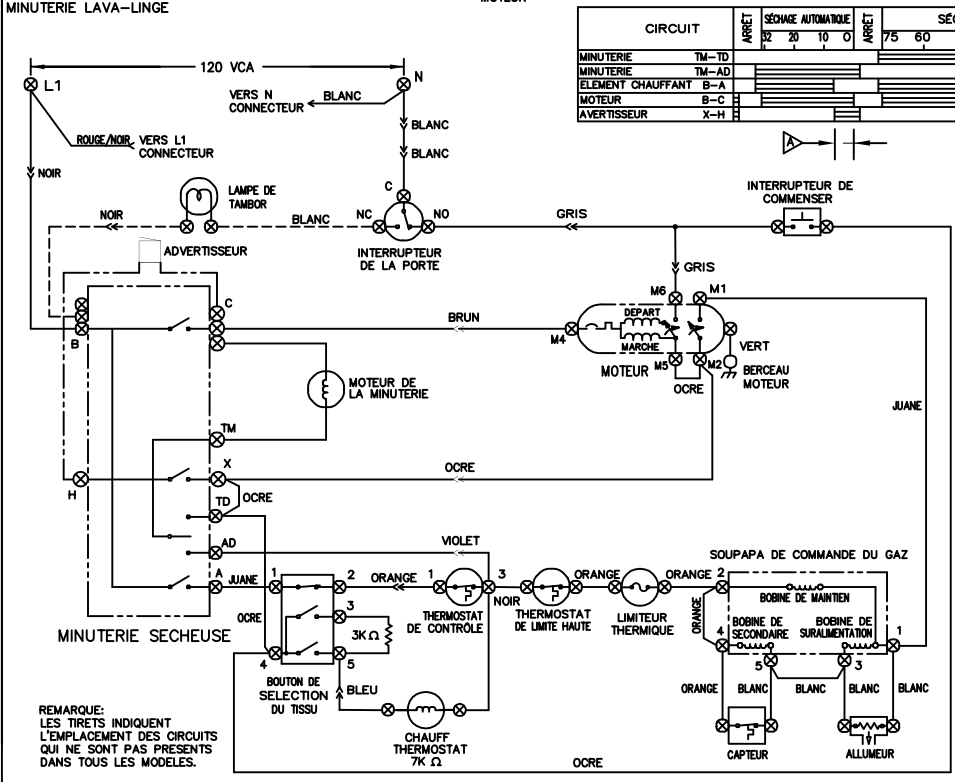 MINUTERIE LAVA-LINGE
CIRCUIT
ARRÊT
SÉCHAGE AUTOMATIQUE
ARRÊT
SÉC
32 20 10 0
75 60
MINUTERIE TM-TD
MINUTERIE TM-AD
ELEMENT CHAUFFANT B-A
MOTEUR B-C
AVERTISSEUR X-H
A
120 VCA
L1
N
VERS N
CONNECTEUR
BLANC
BLANC
BLANC
ROUGE/NOIR
VERS L1
CONNECTEUR
NOIR
LAMPE DE
TAMBOR
NOIR
BLANC
C
NC
NO
INTERRUPTEUR
DE LA PORTE
GRIS
INTERRUPTEUR DE
COMMENSER
ADVERTISSEUR
GRIS
M6
M1
B
C
BRUN
M4
DEPART
MARCHE
MOTEUR
M5
M2
OCRE
VERT
BERCEAU
MOTEUR
MOTEUR DE
LA MINUTERIE
JUANE
TM
H
X
OCRE
OCRE
TD
AD
VIOLET
A
JUANE
1
2
ORANGE
1
3
NOIR
ORANGE
ORANGE
2
SOUPAPA DE COMMANDE DU GAZ
BOBINE DE MAINTIEN
THERMOSTAT
DE CONTRÔLE
THERMOSTAT
DE LIMITE HAUTE
LIMITEUR
THERMIQUE
ORANGE
BOBINE DE
SECONDAIRE
BOBINE DE
SURALIMENTATION
4
1
5
3
MINUTERIE SECHEUSE
OCRE
3
3K Ω
4
5
BOUTON DE
SELECTION
DU TISSU
BLEU
CHAUFF
THERMOSTAT
7K Ω
ORANGE
BLANC
BLANC
BLANC
BLANC
CAPTEUR
ALLUMEUR
OCRE
REMARQUE:
LES TIRETS INDIQUENT
L'EMPLACEMENT DES CIRCUITS
QUI NE SONT PAS PRESENTS
DANS TOUS LES MODELES.